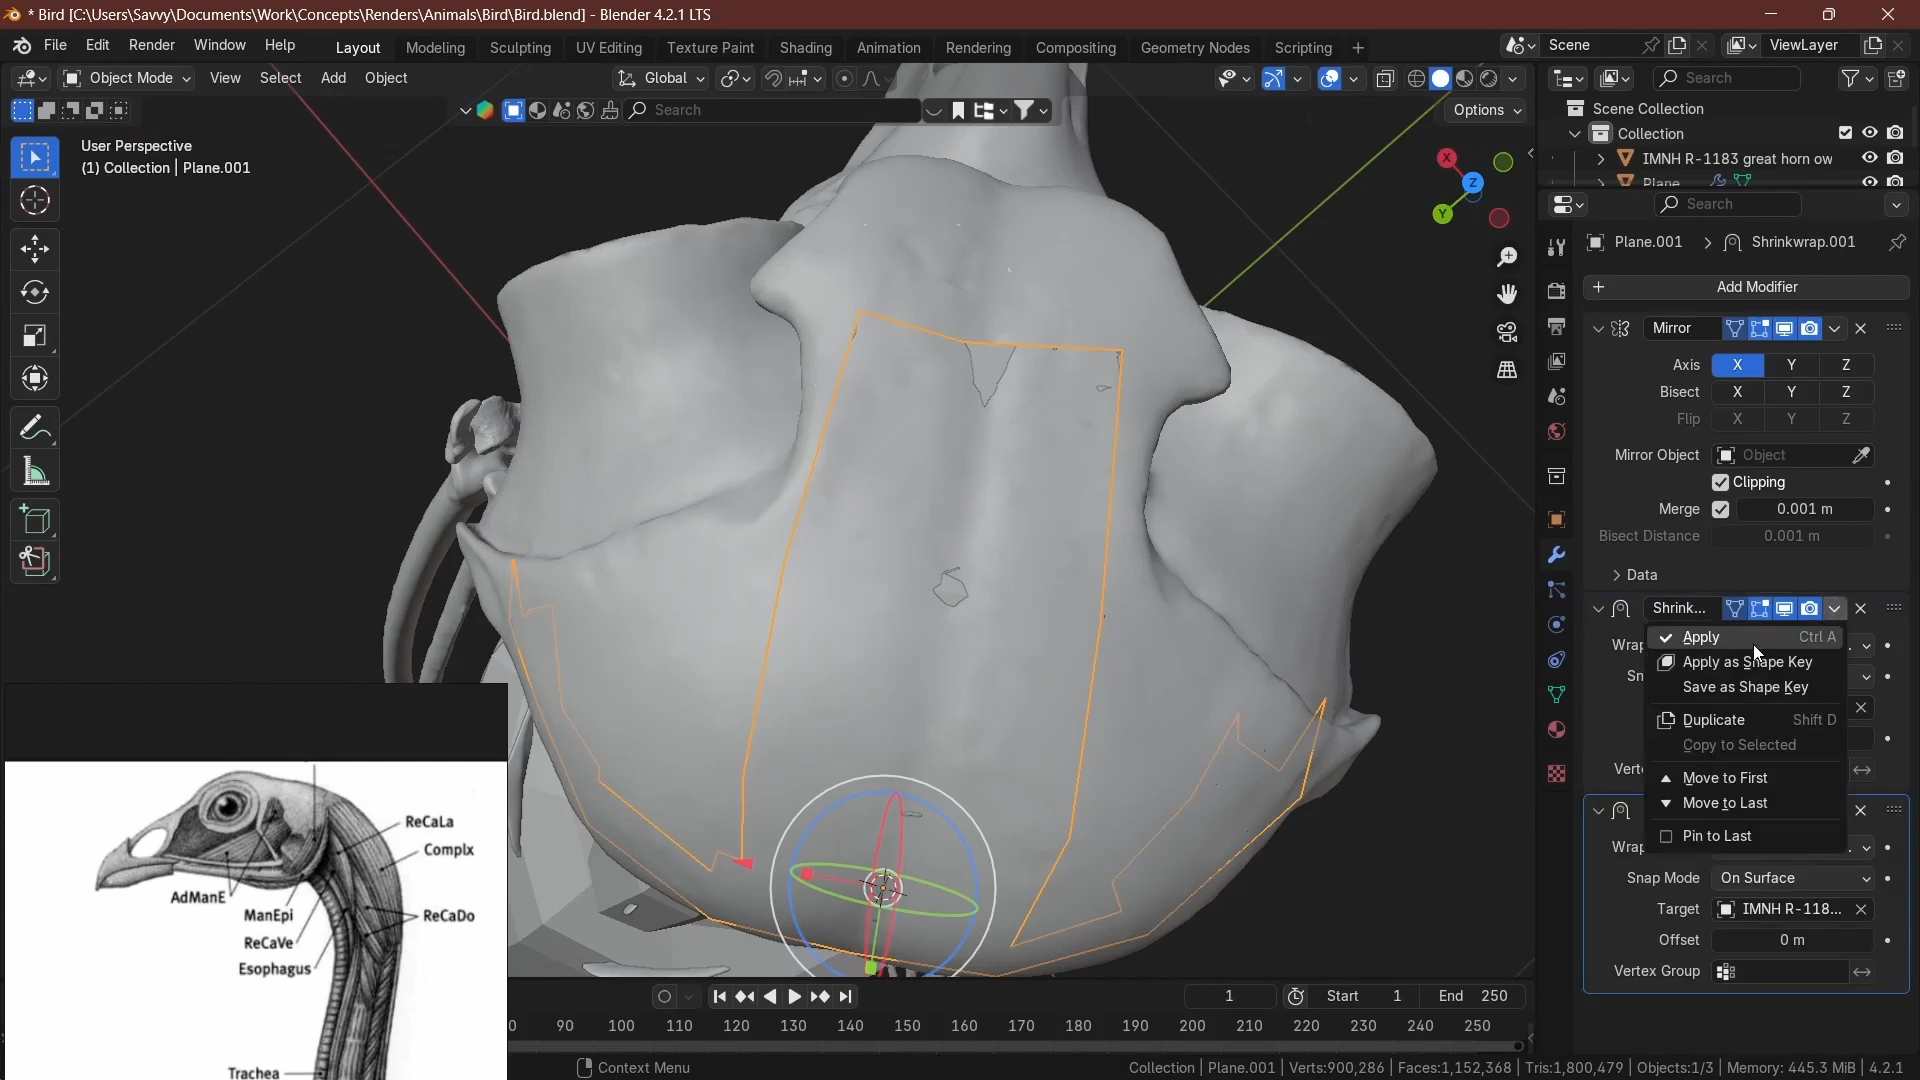 * Bird [C:\Users\Savvy\Documents\Work\Concepts\Renders\Animals\Bird\Bird.blend] - Blender 4.2.1 LTS
File Edit Render Window Help Layout Modeling Sculpting UV Editing Texture Paint Shading Animation Rendering Compositing Geometry Nodes Scripting + Scene ViewLayer
Object Mode View Select Add Object Global Search
Search Options Scene Collection
User Perspective Collection
(1) Collection | Plane.001 IMNH R-1183 great horn ow
Plane
Search
Plane.001 > Shrinkwrap.001
+ Add Modifier
Mirror
Axis X Y Z
Bisect X Y Z
Flip X Y Z
Mirror Object Object
Clipping
Merge 0.001 m
Bisect Distance 0.001 m
Data
Shrink...
Apply Ctrl A
Apply as Shape Key
Save as Shape Key
Duplicate Shift D
Copy to Selected
Move to First
Move to Last
Pin to Last
Snap Mode On Surface
Target IMNH R-118...
Offset 0 m
Vertex Group
X
Z
Y
ReCaLa
Complx
AdManE
ManEpi
ReCaDo
ReCaVe
Esophagus
Trachea
1 Start 1 End 250
0 90 100 110 120 130 140 150 160 170 180 190 200 210 220 230 240 250
Context Menu Collection | Plane.001 | Verts:900,286 | Faces:1,152,368 | Tris:1,800,479 | Objects:1/3 | Memory: 445.3 MiB | 4.2.1